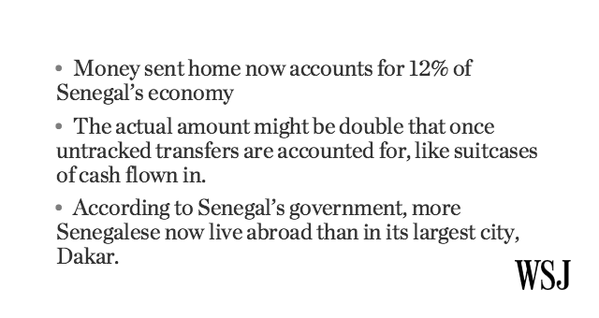 • Money sent home now accounts for 12% of
Senegal’s economy
• The actual amount might be double that once
untracked transfers are accounted for, like suitcases
of cash flown in.
• According to Senegal’s government, more
Senegalese now live abroad than in its largest city,
Dakar.
WSJ